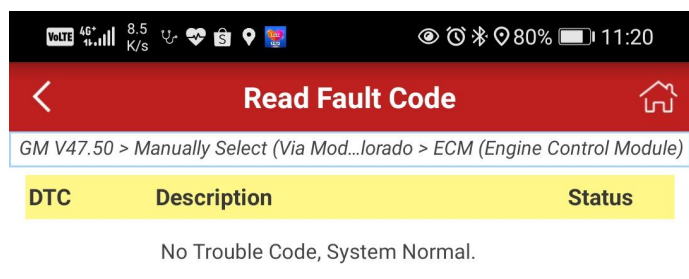 VoLTE 4G+ 8.5 K/s 80% 11:20
Read Fault Code
GM V47.50 > Manually Select (Via Mod...lorado > ECM (Engine Control Module)
DTC Description Status
No Trouble Code, System Normal.